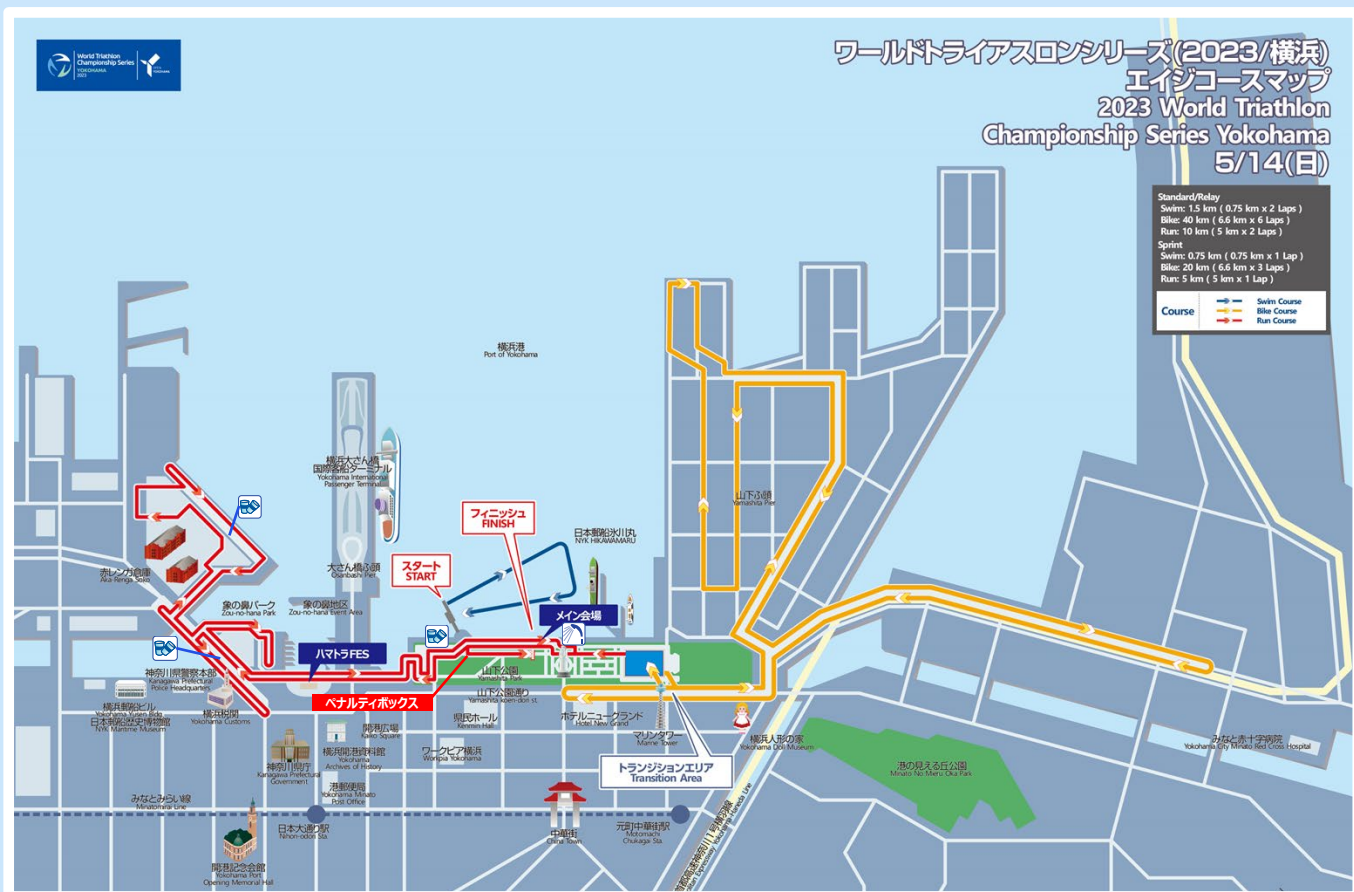 World Triathlon
Championship Series
YOKOHAMA
2023
ワールドトライアスロンシリーズ(2023/横浜)
エイジコースマップ
2023 World Triathlon
Championship Series Yokohama
5/14(日)
Standard/Relay
Swim: 1.5 km ( 0.75 km x 2 Laps )
Bike: 40 km ( 6.6 km x 6 Laps )
Run: 10 km ( 5 km x 2 Laps )
Sprint
Swim: 0.75 km ( 0.75 km x 1 Lap )
Bike: 20 km ( 6.6 km x 3 Laps )
Run: 5 km ( 5 km x 1 Lap )
Course
Swim Course
Bike Course
Run Course
横浜港
Port of Yokohama
横浜大さん橋
国際客船ターミナル
Yokohama International
Passenger Terminal
山下ふ頭
Yamashita Pier
フィニッシュ
FINISH
日本郵船氷川丸
NYK HIKAWAMARU
スタート
START
大さん橋ふ頭
Osanbashi Pier
赤レンガ倉庫
Aka-Renga Soko
象の鼻パーク
Zou-no-hana Park
象の鼻地区
Zou-no-hana Event Area
メイン会場
ハマトラFES
神奈川県警察本部
Kanagawa Prefectural
Police Headquarters
山下公園
Yamashita Park
ペナルティボックス
山下公園通り
Yamashita koen-dori st.
横浜郵船ビル
Yokohama Yusen Bldg.
日本郵船歴史博物館
NYK Maritime Museum
横浜税関
Yokohama Customs
開港広場
Kaiko Square
県民ホール
Kenmin Hall
ホテルニューグランド
Hotel New Grand
マリンタワー
Marine Tower
横浜人形の家
Yokohama Doll Museum
みなと赤十字病院
Yokohama City Minato Red Cross Hospital
神奈川県庁
Kanagawa Prefectural
Government
横浜開港資料館
Yokohama
Archives of History
ワークピア横浜
Workpia Yokohama
トランジションエリア
Transition Area
港の見える丘公園
Minato No Mieru Oka Park
港郵便局
Yokohama Minato
Post Office
みなとみらい線
Minatomirai Line
日本大通り駅
Nihon-odori Sta.
中華街
China Town
元町中華街駅
Motomachi
Chukagai Sta.
首都高速神奈川1号横羽線
Expressway Yokohane Line
開港記念会館
Yokohama Port
Opening Memorial Hall